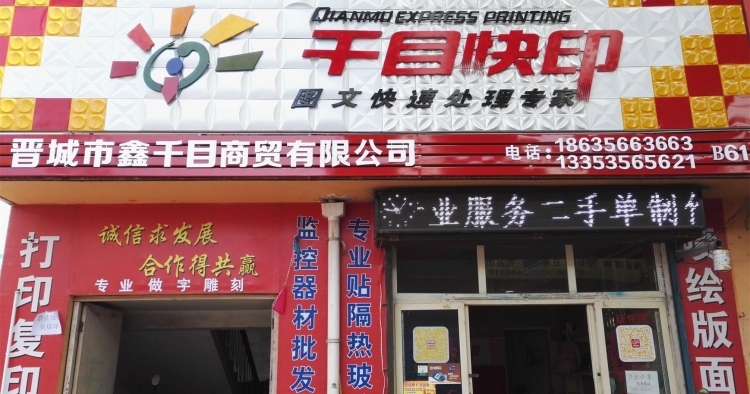 QIANMU EXPRESS PRINTING
千目快印
图文快速处理专家
晋城市鑫千目商贸有限公司
电话：18635663663
13353565621
B61
业服务二手单制作
诚信求发展
合作得共赢
专业做字雕刻
打印复印
监控器材批发
专业贴隔热玻
喷绘版面